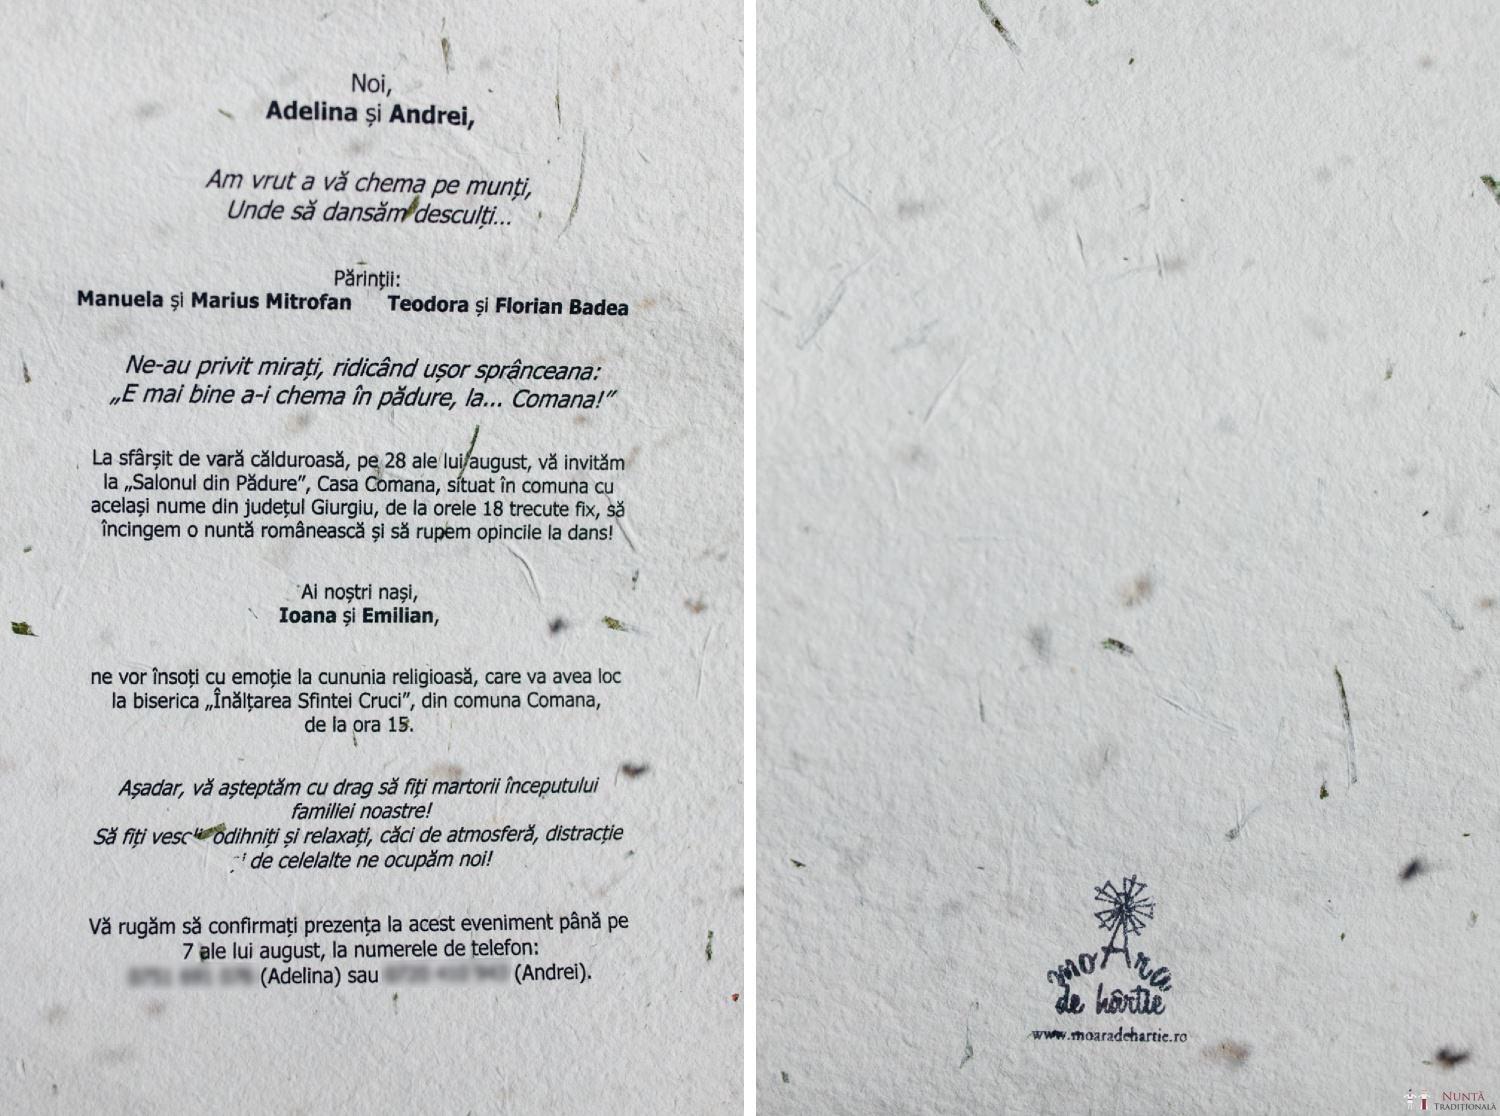 Noi,
Adelina și Andrei,
Am vrut a vă chema pe munți,
Unde să dansăm desculți...
Părinții:
Manuela și Marius Mitrofan Teodora și Florian Badea
Ne-au privit mirați, ridicând ușor sprânceana:
„E mai bine a-i chema în pădure, la... Comana!”
La sfârșit de vară călduroasă, pe 28 ale lui august, vă invităm
la „Salonul din Pădure”, Casa Comana, situat în comuna cu
același nume din județul Giurgiu, de la orele 18 trecute fix, să
încingem o nuntă românească și să rupem opincile la dans!
Ai noștri nași,
Ioana și Emilian,
ne vor însoți cu emoție la cununia religioasă, care va avea loc
la biserica „Înălțarea Sfintei Cruci”, din comuna Comana,
de la ora 15.
Așadar, vă așteptăm cu drag să fiți martorii începutului
familiei noastre!
Să fiți odihniți și relaxați, căci de atmosferă, distracție
de celelalte ne ocupăm noi!
Vă rugăm să confirmați prezența la acest eveniment până pe
7 ale lui august, la numerele de telefon:
(Adelina) sau (Andrei).
moAra
de hârtie
www.moaradehartie.ro
NUNTĂ
TRADIȚIONALĂ